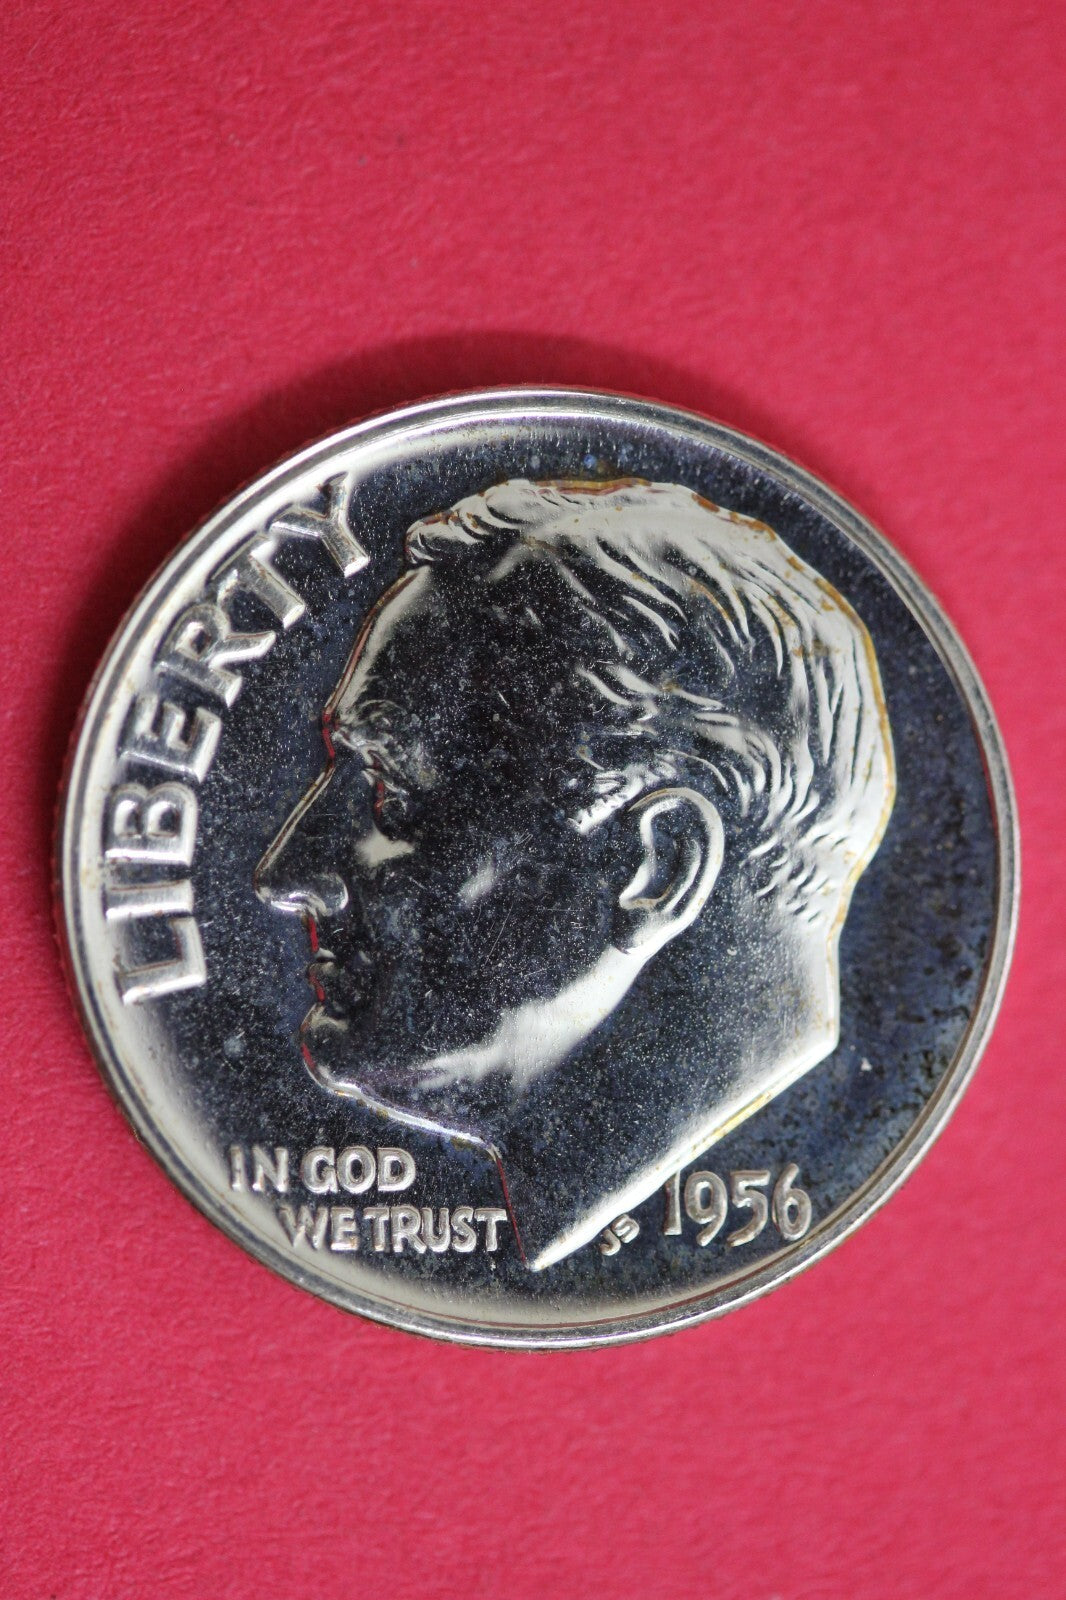 LIBERTY
IN GOD
WE TRUST
JS
1956